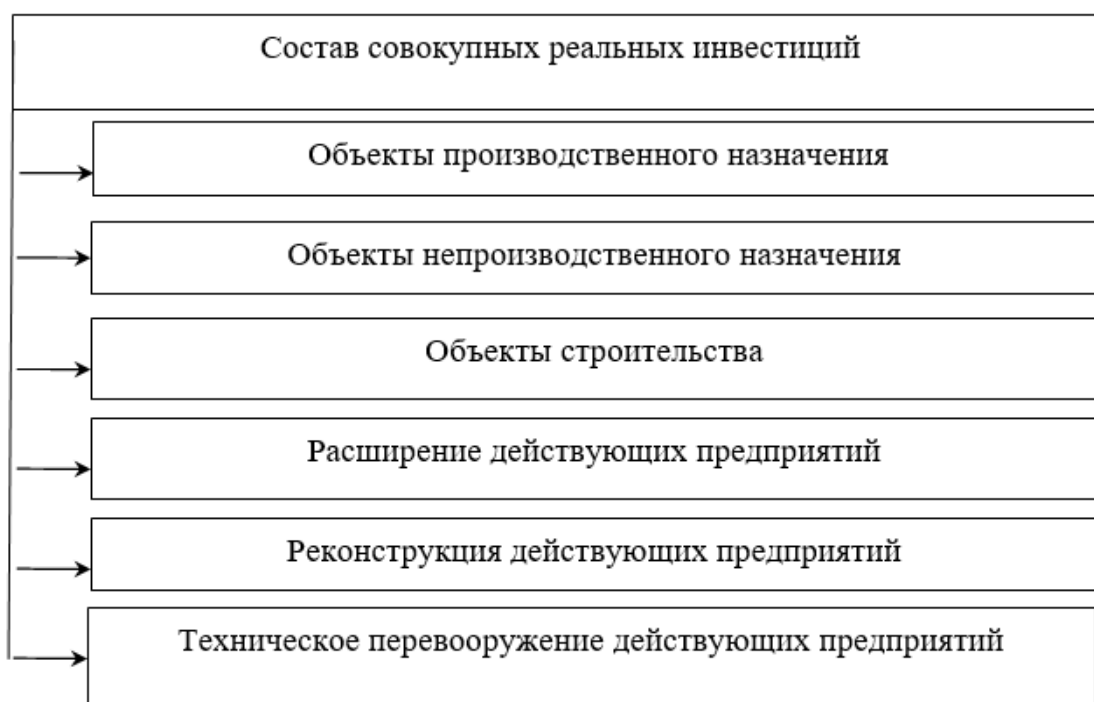 Состав совокупных реальных инвестиций
Объекты производственного назначения
Объекты непроизводственного назначения
Объекты строительства
Расширение действующих предприятий
Реконструкция действующих предприятий
Техническое перевооружение действующих предприятий